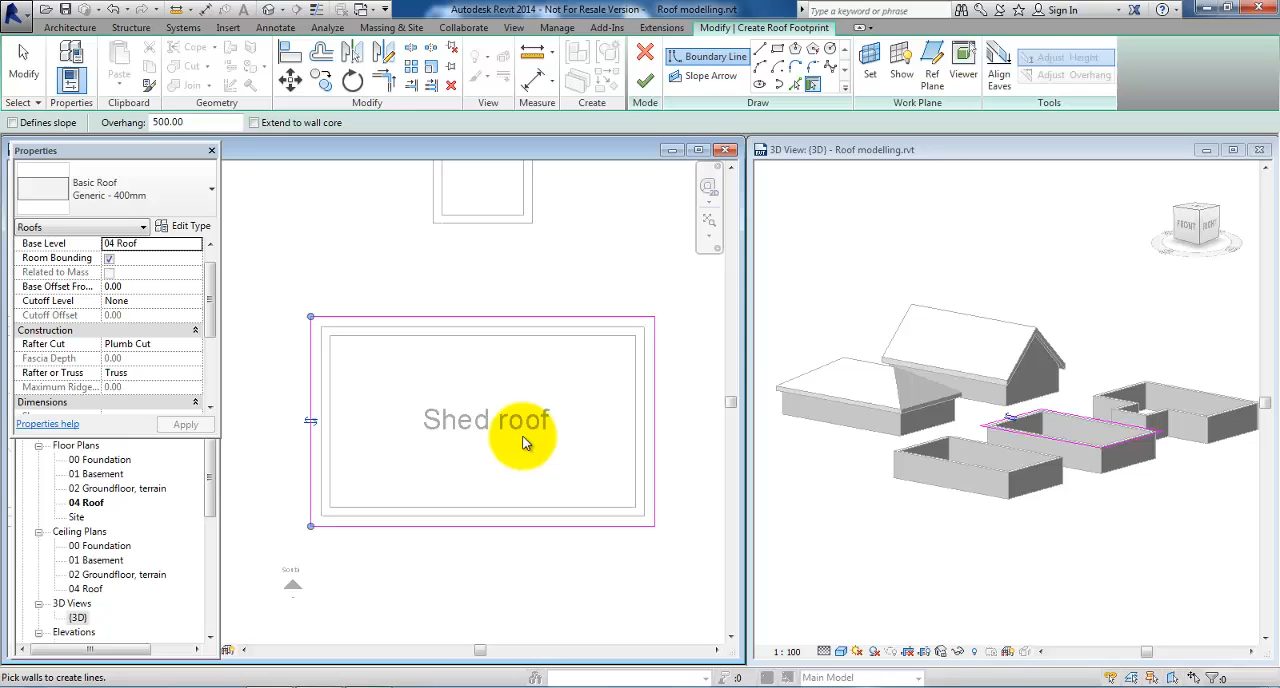 Autodesk Revit 2014 - Not For Resale Version - Roof modelling.rvt
Type a keyword or phrase
Sign In
Architecture Structure Systems Insert Annotate Analyze Massing & Site Collaborate View Manage Add-Ins Extensions Modify | Create Roof Footprint
Modify
Paste
Cope
Cut
Join
Boundary Line
Slope Arrow
Set
Show
Ref Plane
Viewer
Align Eaves
Adjust Height
Adjust Overhang
Select Properties Clipboard Geometry Modify View Measure Create Mode Draw Work Plane Tools
Defines slope Overhang: 500.00 Extend to wall core
Properties
Basic Roof
Generic - 400mm
Roofs
Edit Type
Base Level 04 Roof
Room Bounding
Related to Mass
Base Offset Fro... 0.00
Cutoff Level None
Cutoff Offset 0.00
Construction
Rafter Cut Plumb Cut
Fascia Depth 0.00
Rafter or Truss Truss
Maximum Ridge... 0.00
Dimensions
Properties help
Apply
Floor Plans
00 Foundation
01 Basement
02 Groundfloor, terrain
04 Roof
Site
Ceiling Plans
00 Foundation
01 Basement
02 Groundfloor, terrain
04 Roof
3D Views
{3D}
Elevations
Shed roof
2D
3D View: {3D} - Roof modelling.rvt
FRONT
RIGHT
1 : 100
Pick walls to create lines.
:0
Main Model
:0